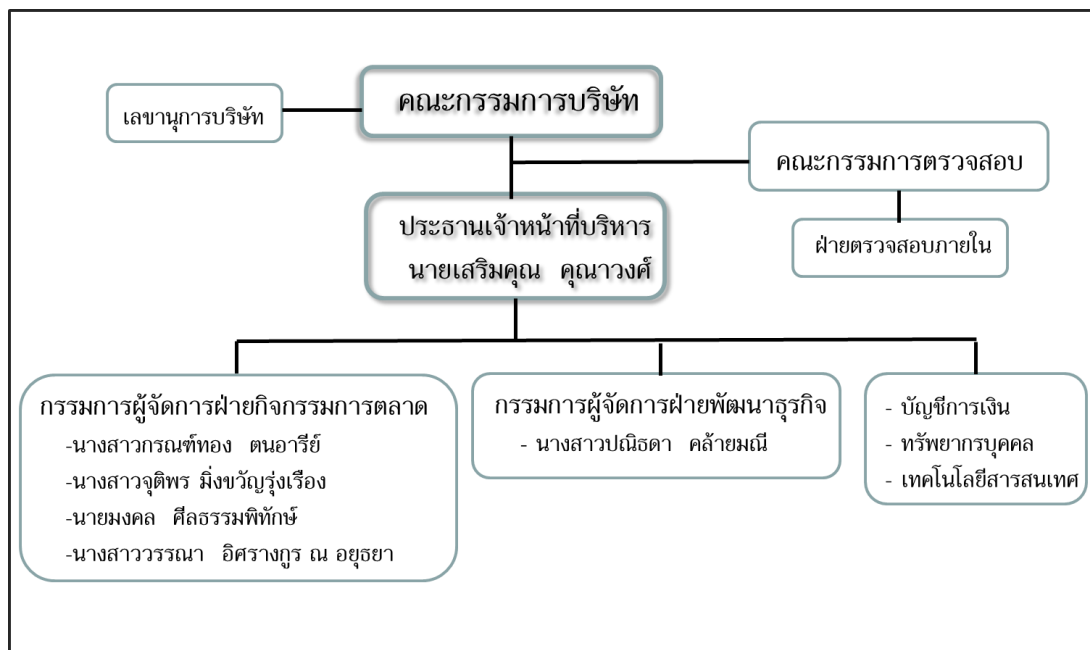 คณะกรรมการบริษัท
เลขานุการบริษัท
คณะกรรมการตรวจสอบ
ฝ่ายตรวจสอบภายใน
ประธานเจ้าหน้าที่บริหาร
นายเสริมคุณ คุณาวงศ์
กรรมการผู้จัดการฝ่ายกิจกรรมการตลาด
-นางสาวกรณฑ์ทอง ตนอารีย์
-นางสาวจุติพร มิ่งขวัญรุ่งเรือง
-นายมงคล ศีลธรรมพิทักษ์
-นางสาววรรณา อิศรางกูร ณ อยุธยา
กรรมการผู้จัดการฝ่ายพัฒนาธุรกิจ
- นางสาวปณิธดา คล้ายมณี
- บัญชีการเงิน
- ทรัพยากรบุคคล
- เทคโนโลยีสารสนเทศ